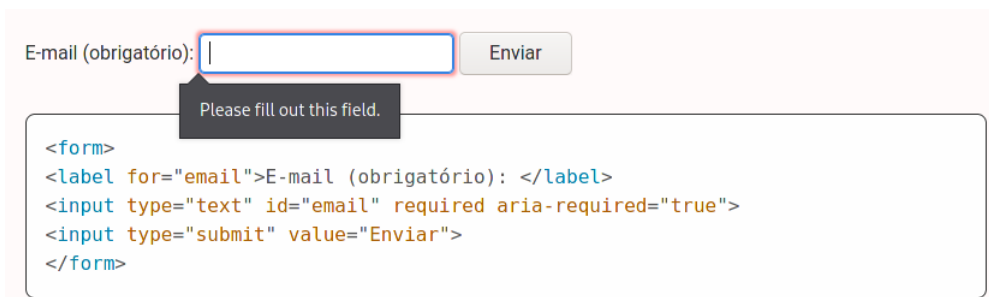 E-mail (obrigatório): Enviar
Please fill out this field.
<form>
<label for="email">E-mail (obrigatório): </label>
<input type="text" id="email" required aria-required="true">
<input type="submit" value="Enviar">
</form>